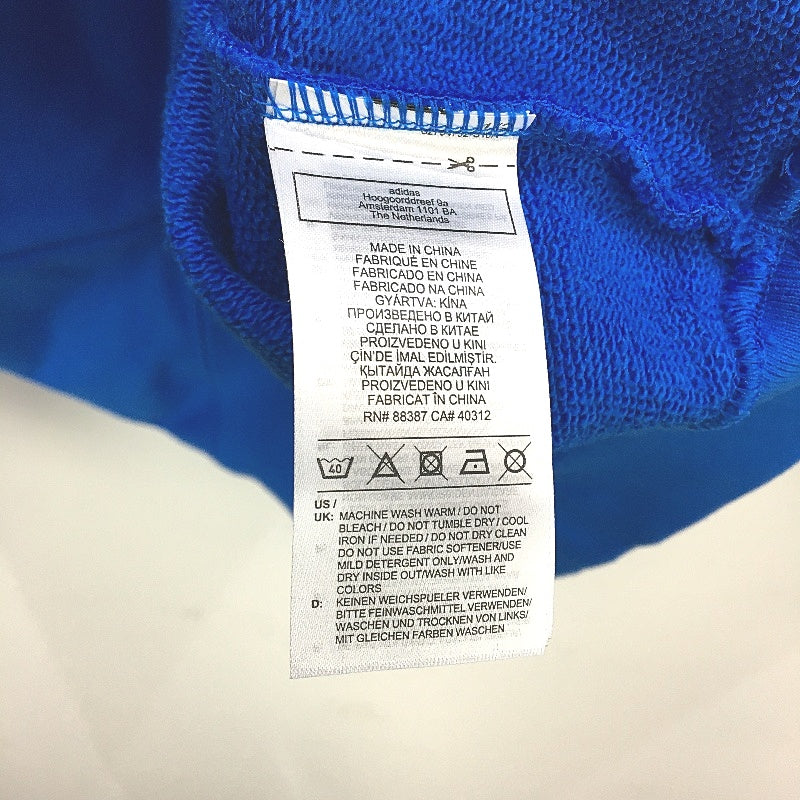 adidas
Hoogoorddreef 9a
Amsterdam 1101 BA
The Netherlands
MADE IN CHINA
FABRIQUÉ EN CHINE
FABRICADO EN CHINA
FABRICADO NA CHINA
GYÁRTVA: KÍNA
ПРОИЗВЕДЕНО В КИТАЙ
СДЕЛАНО В КИТАЕ
PROIZVEDENO U KINI
ÇİN'DE İMAL EDİLMİŞTİR.
ҚЫТАЙДА ЖАСАЛҒАН
PROIZVEDENO U KINI
FABRICAT ÎN CHINA
RN# 88387 CA# 40312
40
US /
UK: MACHINE WASH WARM / DO NOT
BLEACH / DO NOT TUMBLE DRY / COOL
IRON IF NEEDED / DO NOT DRY CLEAN
DO NOT USE FABRIC SOFTENER/USE
MILD DETERGENT ONLY/WASH AND
DRY INSIDE OUT/WASH WITH LIKE
COLORS
D: KEINEN WEICHSPUELER VERWENDEN/
BITTE FEINWASCHMITTEL VERWENDEN/
WASCHEN UND TROCKNEN VON LINKS/
MIT GLEICHEN FARBEN WASCHEN